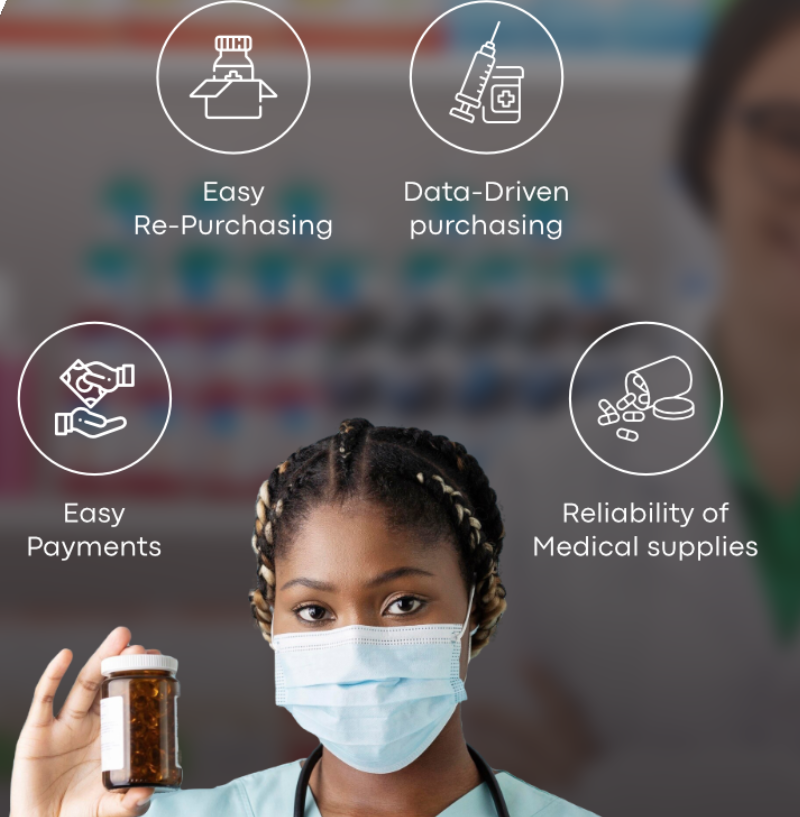 Easy
Re-Purchasing
Data-Driven
purchasing
Easy
Payments
Reliability of
Medical supplies